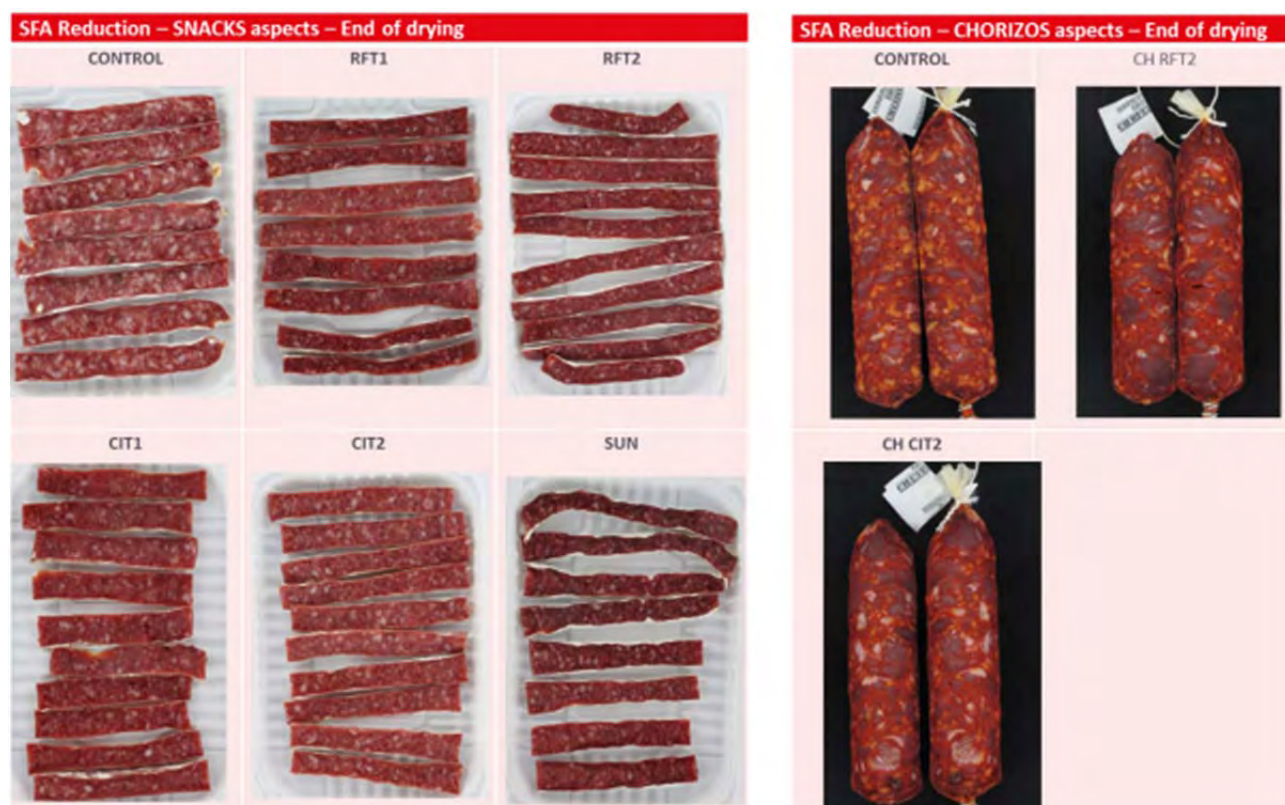 SFA Reduction – SNACKS aspects – End of drying
CONTROL
RFT1
RFT2
CIT1
CIT2
SUN
SFA Reduction – CHORIZOS aspects – End of drying
CONTROL
CH RFT2
CH CIT2